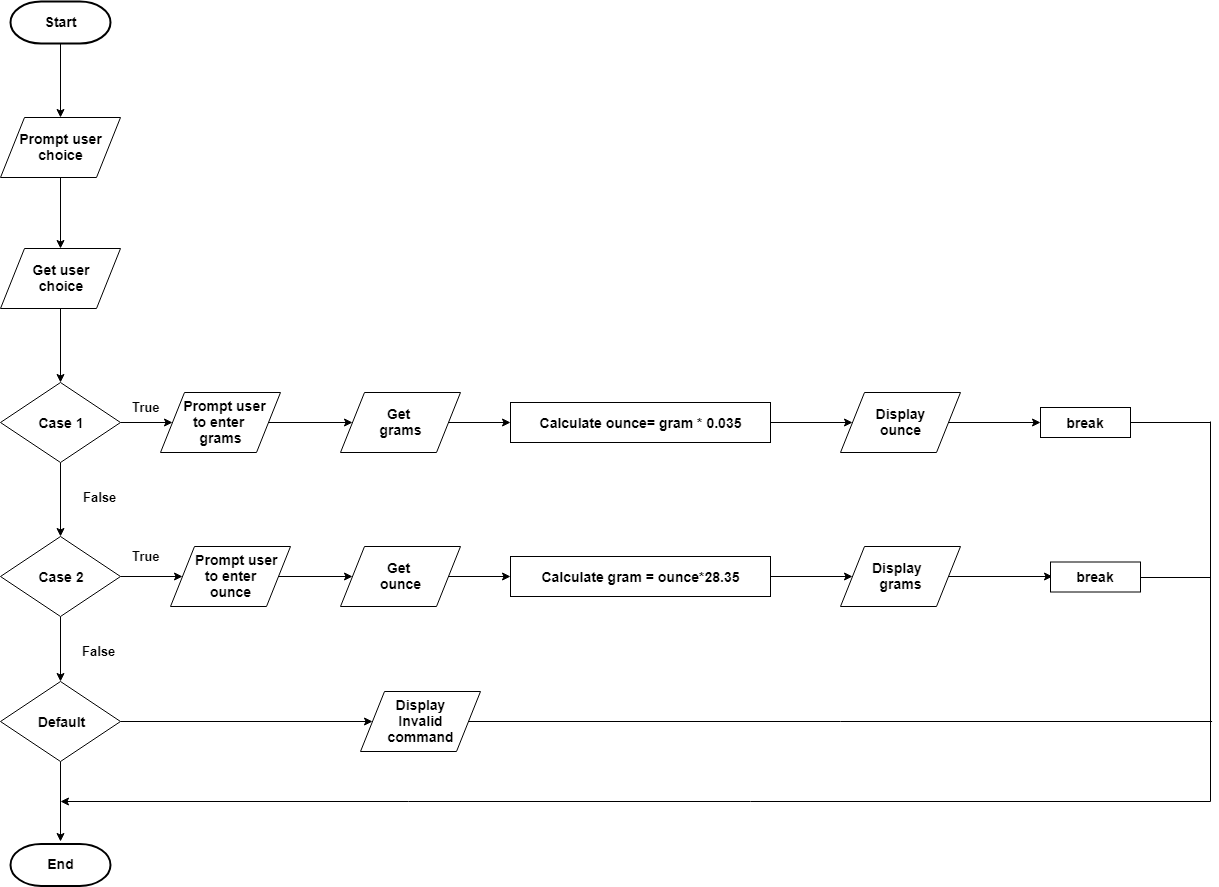 Start
Prompt user
choice
Get user
choice
Case 1
True
Prompt user
to enter
grams
Get
grams
Calculate ounce= gram * 0.035
Display
ounce
break
False
Case 2
True
Prompt user
to enter
ounce
Get
ounce
Calculate gram = ounce*28.35
Display
grams
break
False
Default
Display
Invalid
command
End